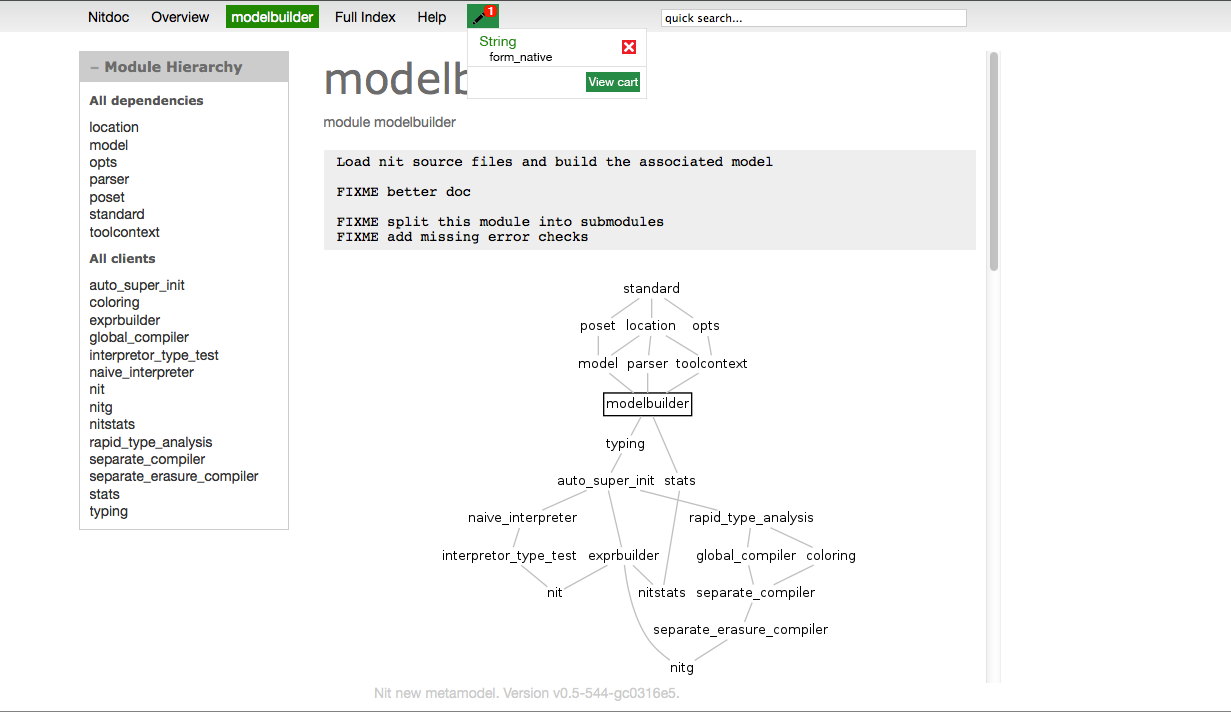 Nitdoc Overview modelbuilder Full Index Help 1 quick search...
String
form_native
View cart
– Module Hierarchy
All dependencies
location
model
opts
parser
poset
standard
toolcontext
All clients
auto_super_init
coloring
exprbuilder
global_compiler
interpretor_type_test
naive_interpreter
nit
nitg
nitstats
rapid_type_analysis
separate_compiler
separate_erasure_compiler
stats
typing
modelb
module modelbuilder
Load nit source files and build the associated model
FIXME better doc
FIXME split this module into submodules
FIXME add missing error checks
standard
poset location opts
model parser toolcontext
modelbuilder
typing
auto_super_init stats
naive_interpreter rapid_type_analysis
interpretor_type_test exprbuilder global_compiler coloring
nit nitstats separate_compiler
separate_erasure_compiler
nitg
Nit new metamodel. Version v0.5-544-gc0316e5.